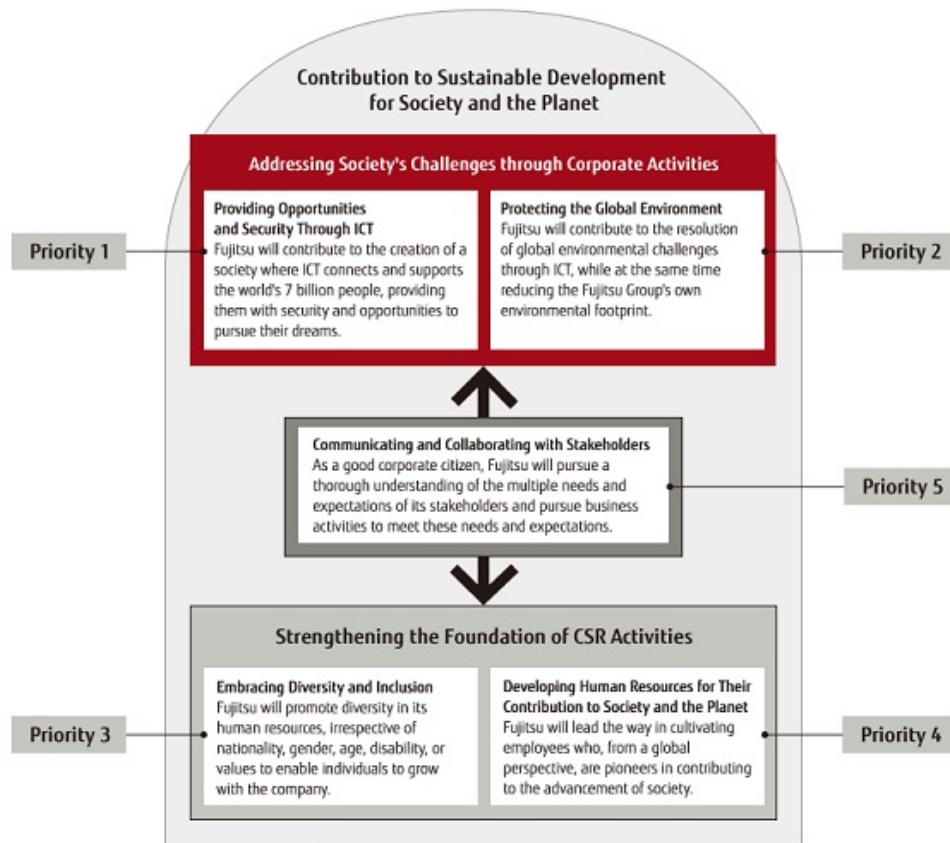 Contribution to Sustainable Development
for Society and the Planet
Addressing Society's Challenges through Corporate Activities
Priority 1
Providing Opportunities
and Security Through ICT
Fujitsu will contribute to the creation of a
society where ICT connects and supports
the world's 7 billion people, providing
them with security and opportunities to
pursue their dreams.
Protecting the Global Environment
Fujitsu will contribute to the resolution
of global environmental challenges
through ICT, while at the same time
reducing the Fujitsu Group's own
environmental footprint.
Priority 2
Communicating and Collaborating with Stakeholders
As a good corporate citizen, Fujitsu will pursue a
thorough understanding of the multiple needs and
expectations of its stakeholders and pursue business
activities to meet these needs and expectations.
Priority 5
Strengthening the Foundation of CSR Activities
Priority 3
Embracing Diversity and Inclusion
Fujitsu will promote diversity in its
human resources, irrespective of
nationality, gender, age, disability, or
values to enable individuals to grow
with the company.
Developing Human Resources for Their
Contribution to Society and the Planet
Fujitsu will lead the way in cultivating
employees who, from a global
perspective, are pioneers in contributing
to the advancement of society.
Priority 4